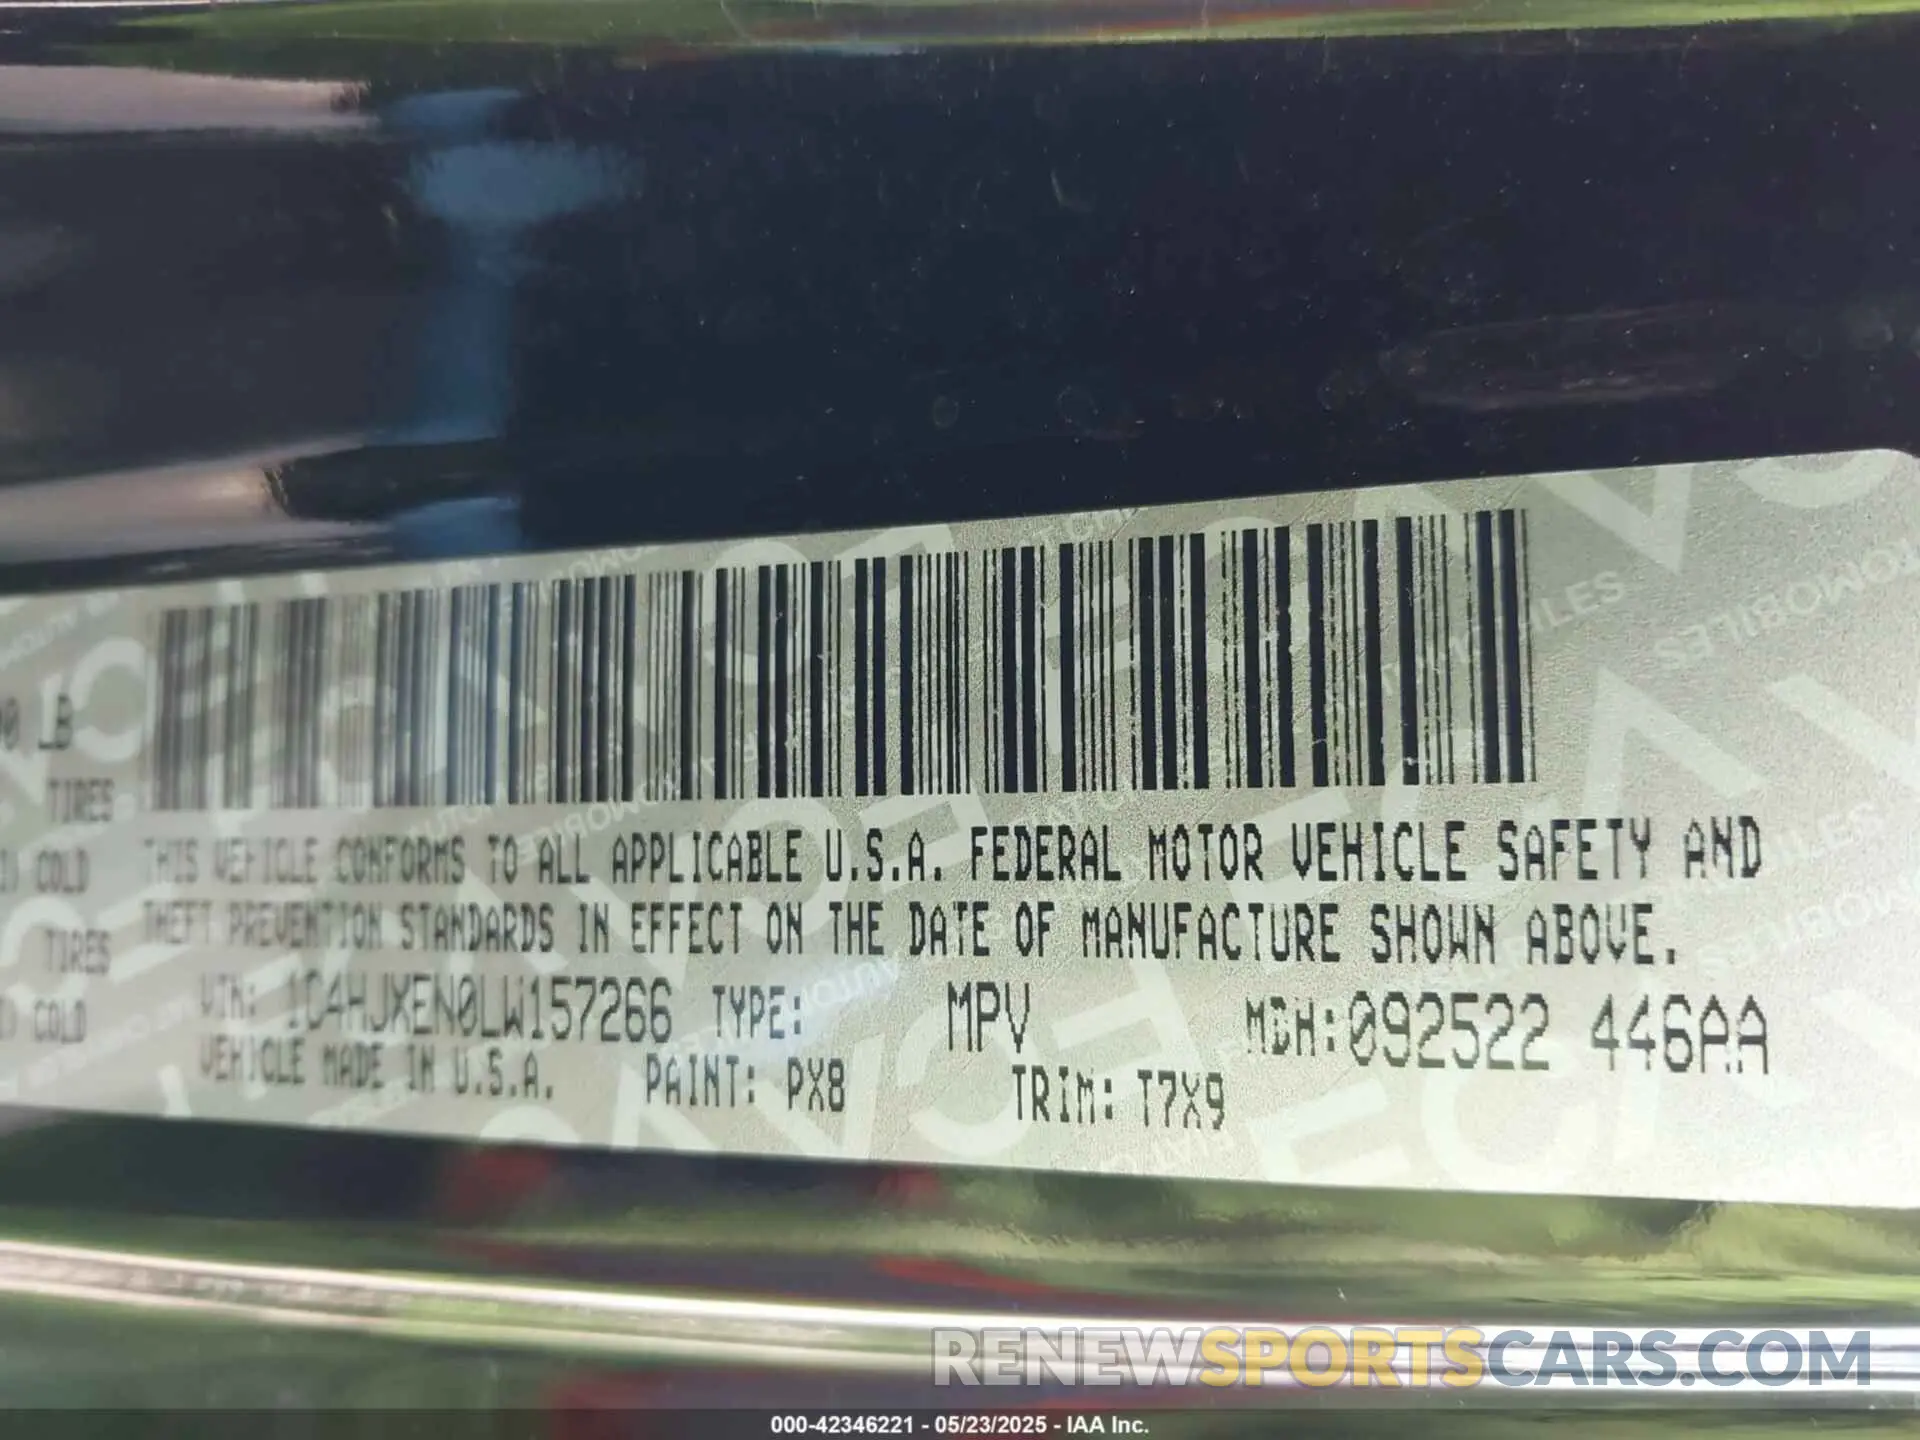 LB
TIRES
COLD
TIRES
COLD
THIS VEHICLE CONFORMS TO ALL APPLICABLE U.S.A. FEDERAL MOTOR VEHICLE SAFETY AND
THEFT PREVENTION STANDARDS IN EFFECT ON THE DATE OF MANUFACTURE SHOWN ABOVE.
VIN: 1C4HJXEN0LW157266 TYPE: MPV MDH:092522 446AA
VEHICLE MADE IN U.S.A. PAINT: PX8 TRIM: T7X9
RENEWSPORTSCARS.COM
000-42346221 - 05/23/2025 - IAA Inc.